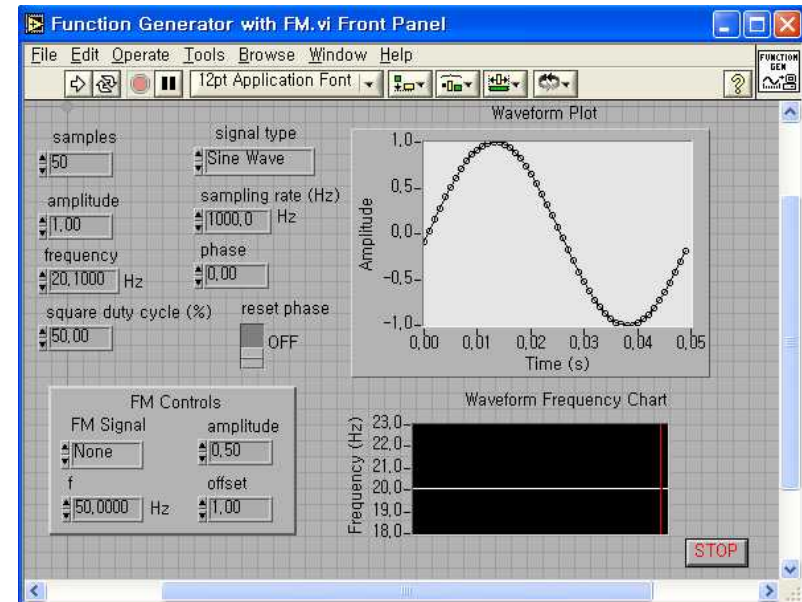 Function Generator with FM.vi Front Panel
File Edit Operate Tools Browse Window Help
12pt Application Font
?
FUNCTION
GEN
samples
50
signal type
Sine Wave
amplitude
1,00
sampling rate (Hz)
1000,0 Hz
frequency
20,1000 Hz
phase
0,00
square duty cycle (%)
50,00
reset phase
OFF
Waveform Plot
Amplitude
1,0
0,5
0,0
-0,5
-1,0
0,00 0,01 0,02 0,03 0,04 0,05
Time (s)
FM Controls
FM Signal
None
amplitude
0,50
f
50,0000 Hz
offset
1,00
Waveform Frequency Chart
Frequency (Hz)
23,0
22,0
21,0
20,0
19,0
18,0
STOP